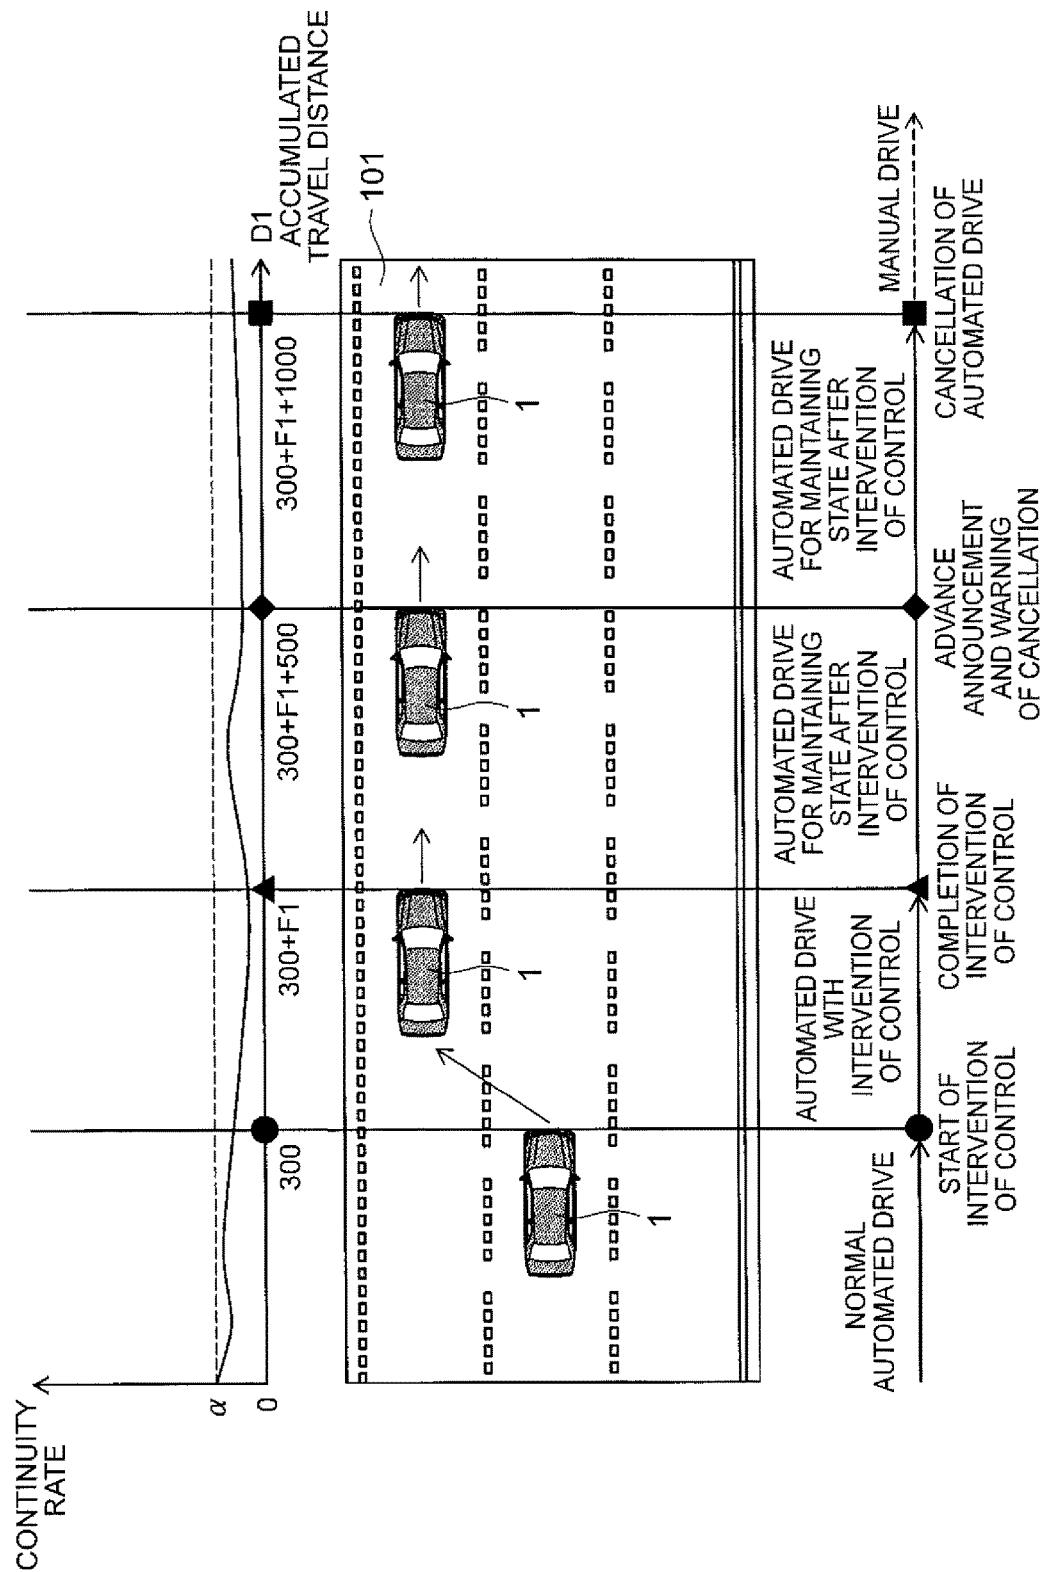 CONTINUITY
RATE
α
0
300
300+F1
300+F1+500
300+F1+1000
D1
ACCUMULATED
TRAVEL DISTANCE
101
1
1
1
1
NORMAL
AUTOMATED DRIVE
AUTOMATED DRIVE
WITH
INTERVENTION
OF CONTROL
AUTOMATED DRIVE
FOR MAINTAINING
STATE AFTER
INTERVENTION
OF CONTROL
AUTOMATED DRIVE
FOR MAINTAINING
STATE AFTER
INTERVENTION
OF CONTROL
MANUAL DRIVE
START OF
INTERVENTION
OF CONTROL
COMPLETION OF
INTERVENTION
OF CONTROL
ADVANCE
ANNOUNCEMENT
AND WARNING
OF CANCELLATION
CANCELLATION OF
AUTOMATED DRIVE